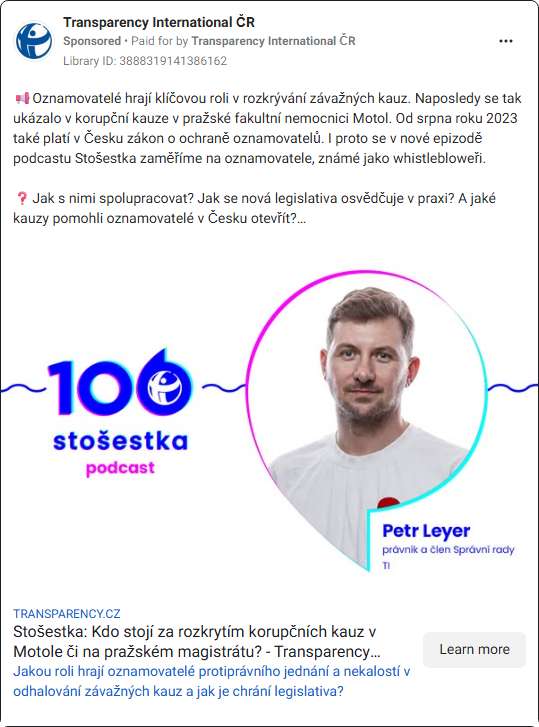 Transparency International ČR
Sponsored • Paid for by Transparency International ČR
Library ID: 3888319141386162
Oznamovatelé hrají klíčovou roli v rozkrývání závažných kauz. Naposledy se tak
ukázalo v korupční kauze v pražské fakultní nemocnici Motol. Od srpna roku 2023
také platí v Česku zákon o ochraně oznamovatelů. I proto se v nové epizodě
podcastu Stošestka zaměříme na oznamovatele, známé jako whistlebloweři.
❓ Jak s nimi spolupracovat? Jak se nová legislativa osvědčuje v praxi? A jaké
kauzy pomohli oznamovatelé v Česku otevřít?...
106
stošestka
podcast
Petr Leyer
právník a člen Správní rady
TI
TRANSPARENCY.CZ
Stošestka: Kdo stojí za rozkrytím korupčních kauz v
Motole či na pražském magistrátu? - Transparency...
Learn more
Jakou roli hrají oznamovatelé protiprávního jednání a nekalostí v
odhalování závažných kauz a jak je chrání legislativa?